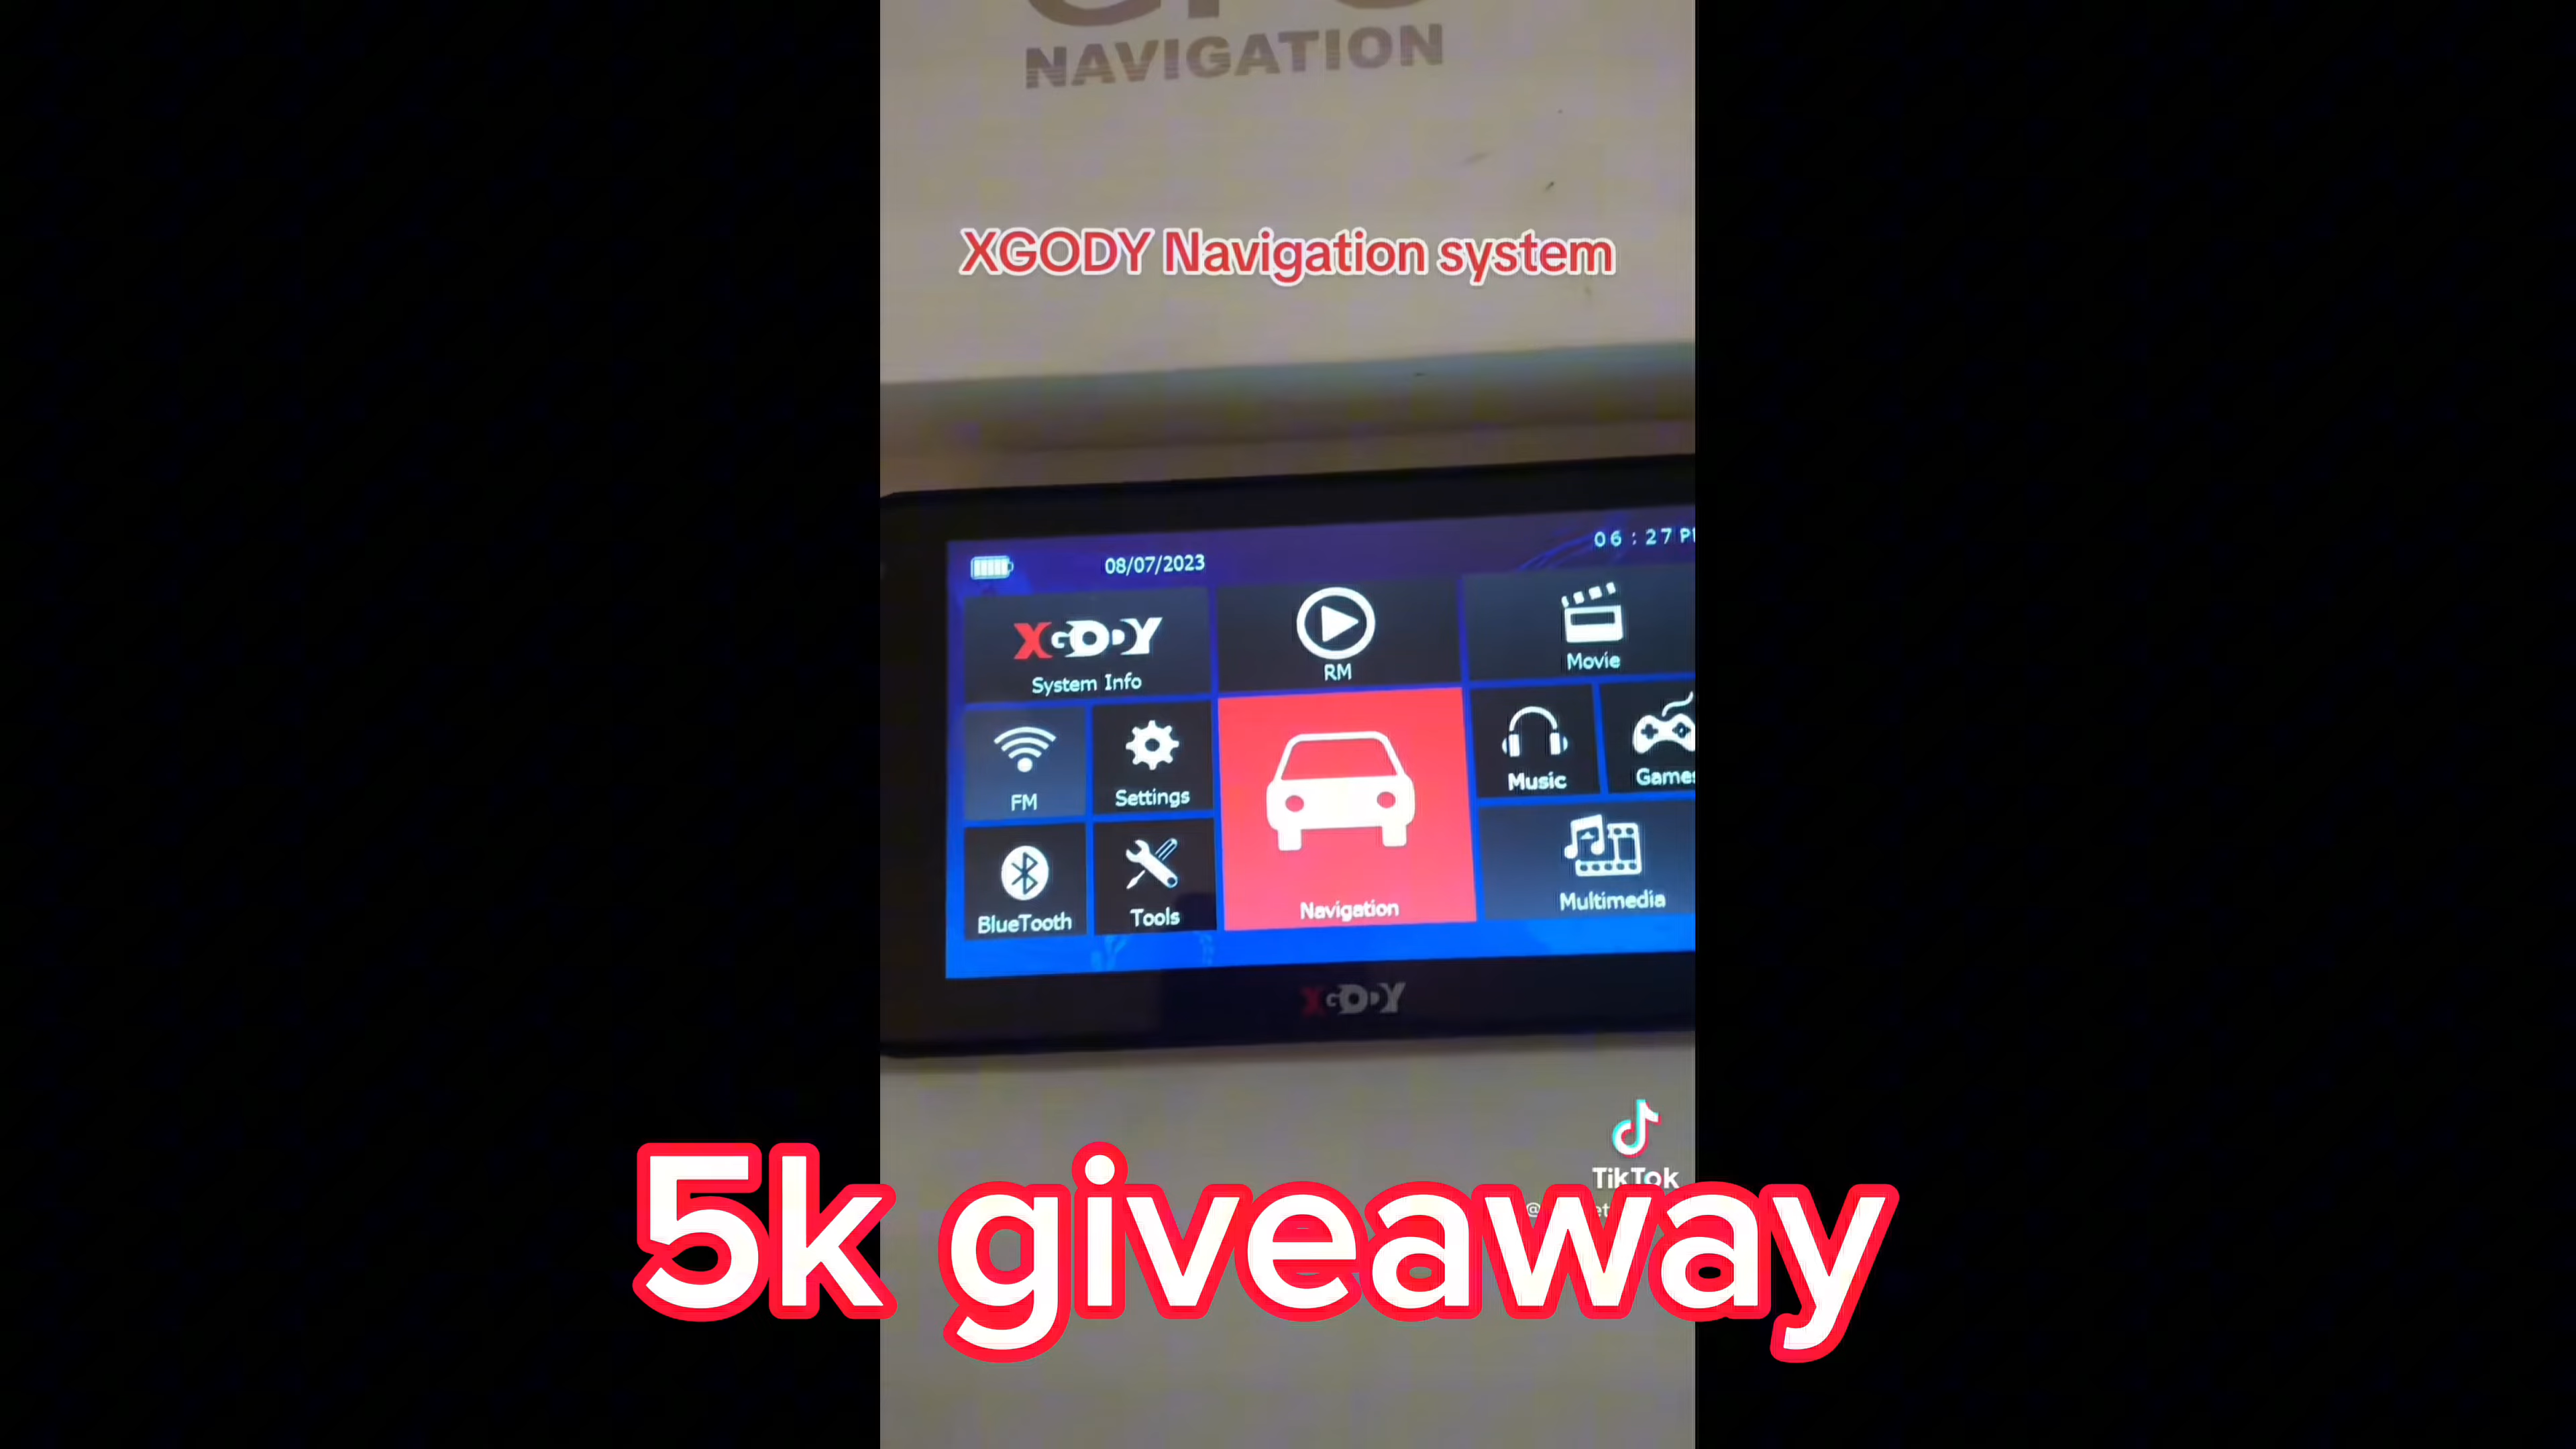 NAVIGATION
XGODY Navigation system
08/07/2023
06 : 27
XGODY
System Info
RM
Movie
FM
Settings
Music
Games
BlueTooth
Tools
Navigation
Multimedia
XGODY
TikTok
5k giveaway